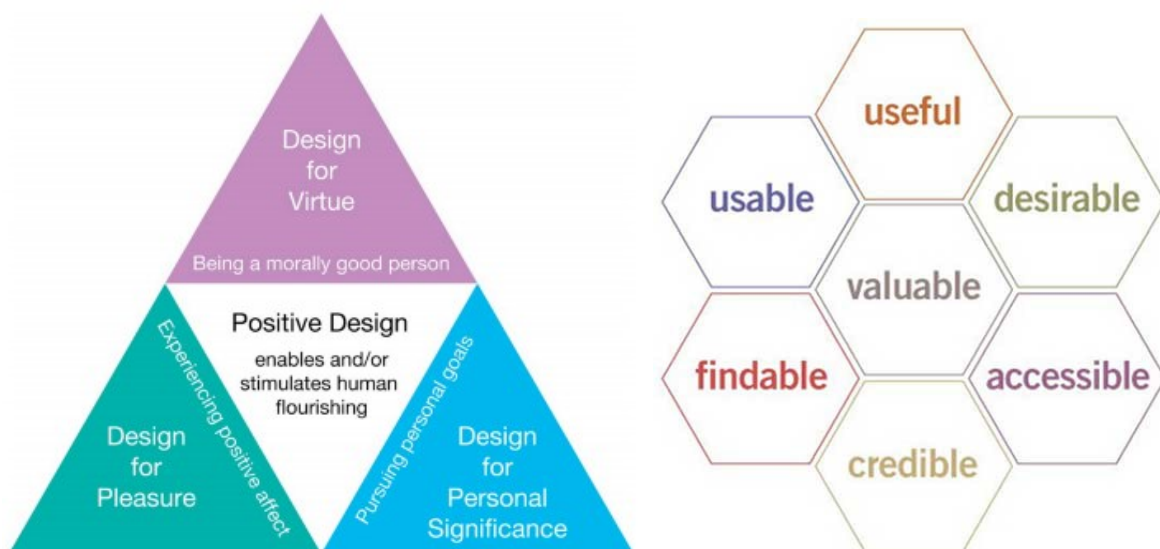 Design
for
Virtue
Being a morally good person
Positive Design
enables and/or
stimulates human
flourishing
Experiencing positive affect
Pursuing personal goals
Design
for
Pleasure
Design
for
Personal
Significance
useful
usable
desirable
valuable
findable
accessible
credible